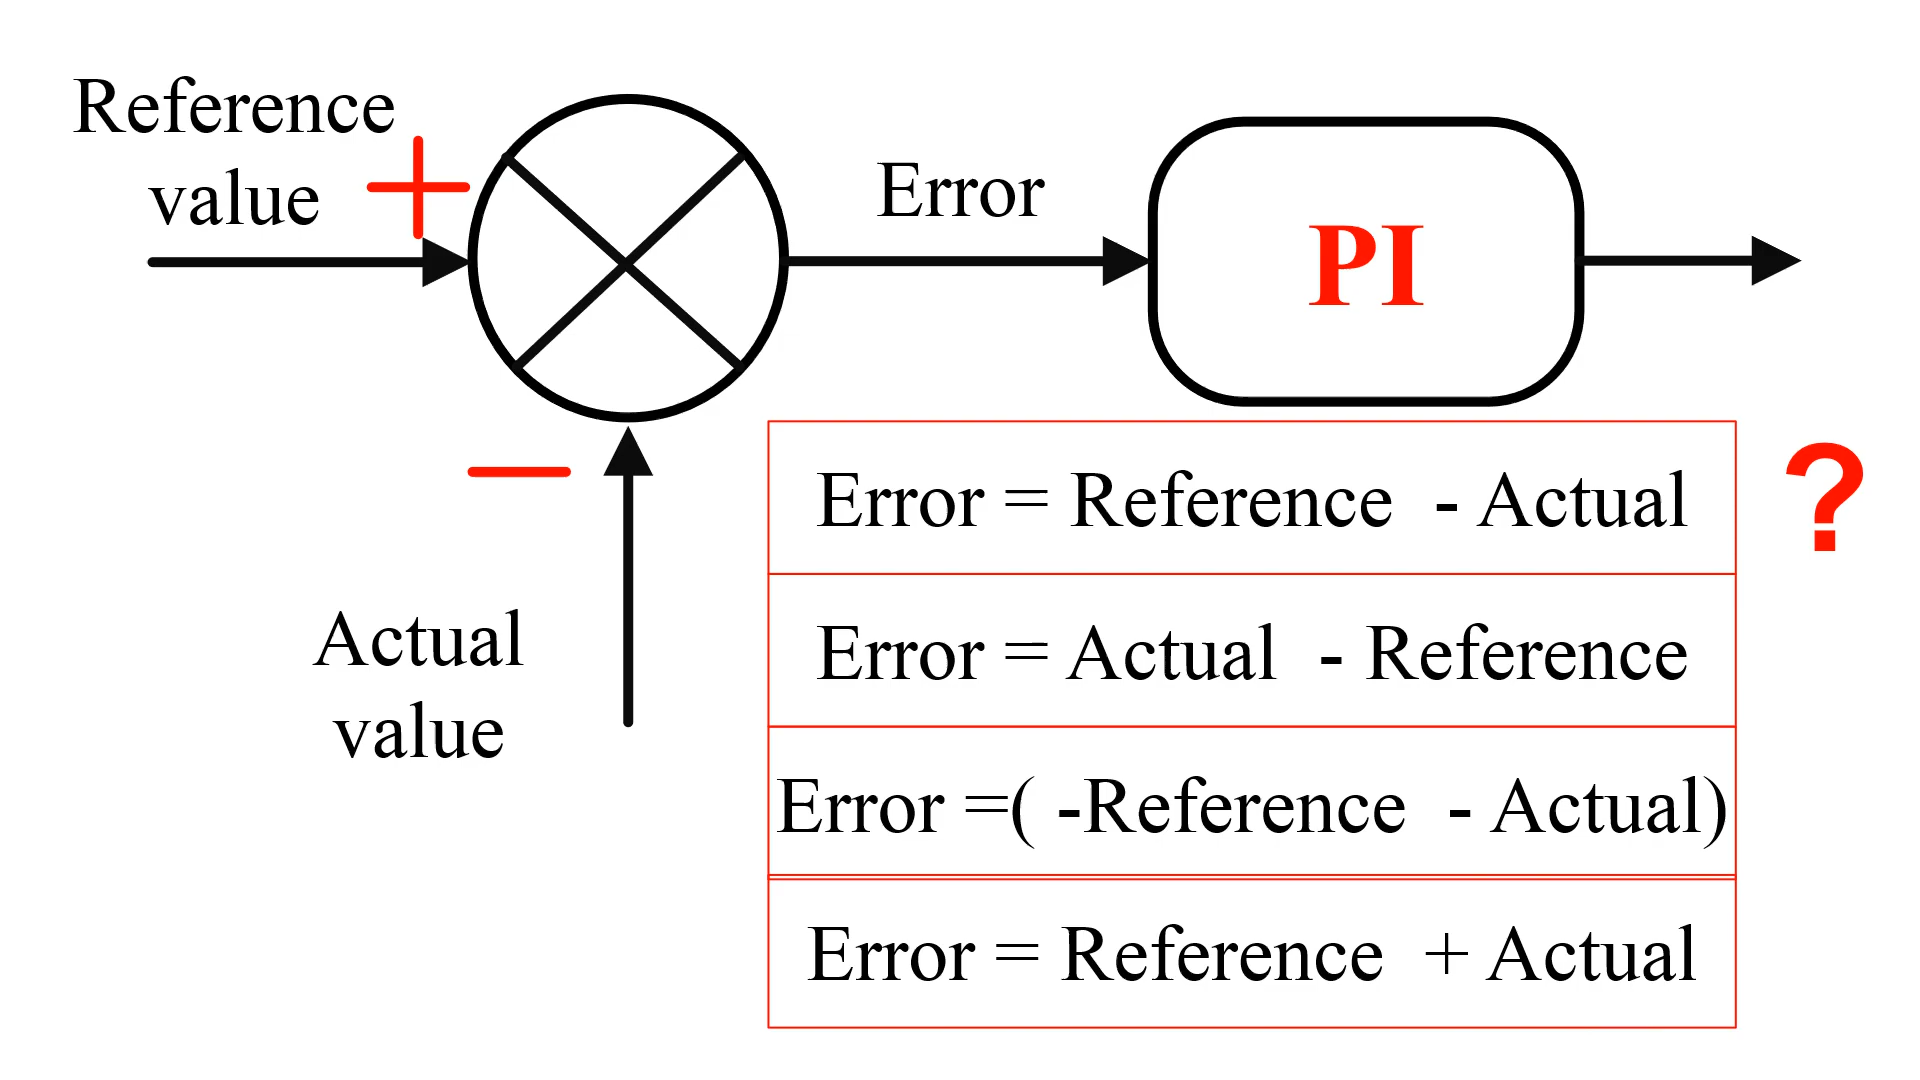 Reference
value
+
Error
PI
−
Actual
value
Error = Reference - Actual
?
Error = Actual - Reference
Error =( -Reference - Actual)
Error = Reference + Actual